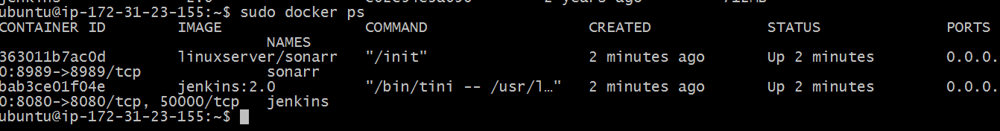 ubuntu@ip-172-31-23-155:~$ sudo docker ps
CONTAINER ID        IMAGE               COMMAND                  CREATED             STATUS              PORTS
                              NAMES
363011b7ac0d        linuxserver/sonarr   "/init"                  2 minutes ago       Up 2 minutes        0.0.0.
0:8989->8989/tcp              sonarr
bab3ce01f04e        jenkins:2.0         "/bin/tini -- /usr/l…"   2 minutes ago       Up 2 minutes        0.0.0.
0:8080->8080/tcp, 50000/tcp   jenkins
ubuntu@ip-172-31-23-155:~$